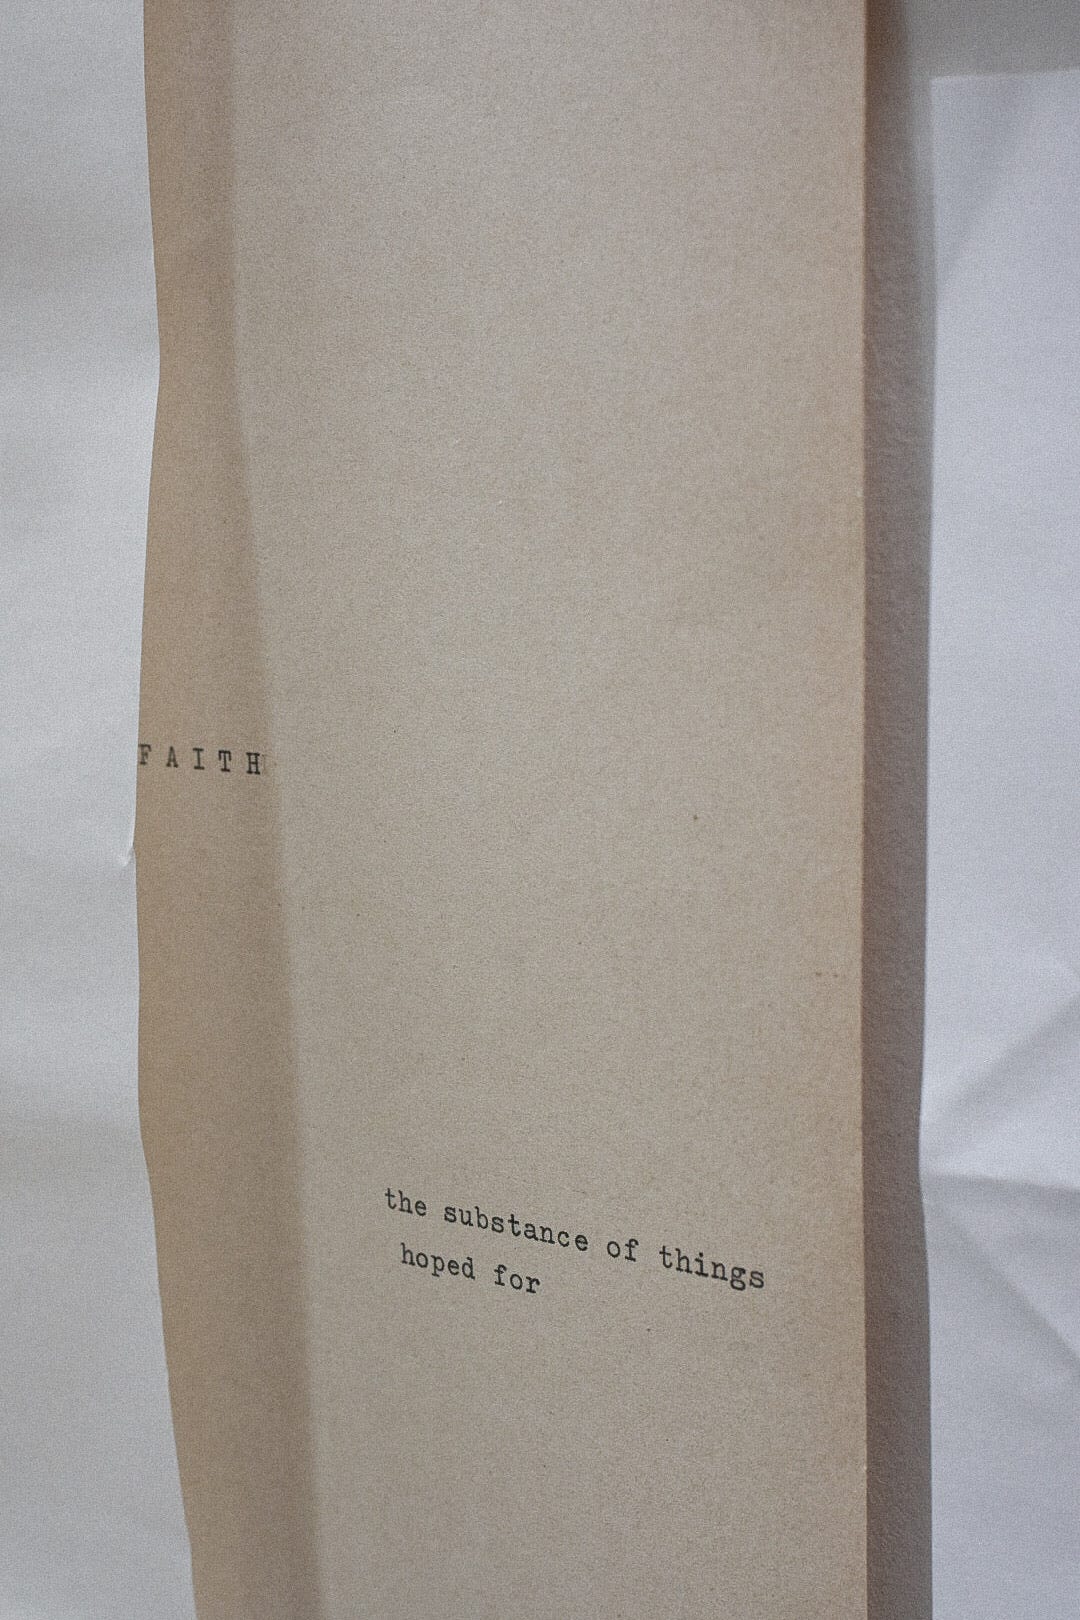 FAITH
the substance of things
hoped for